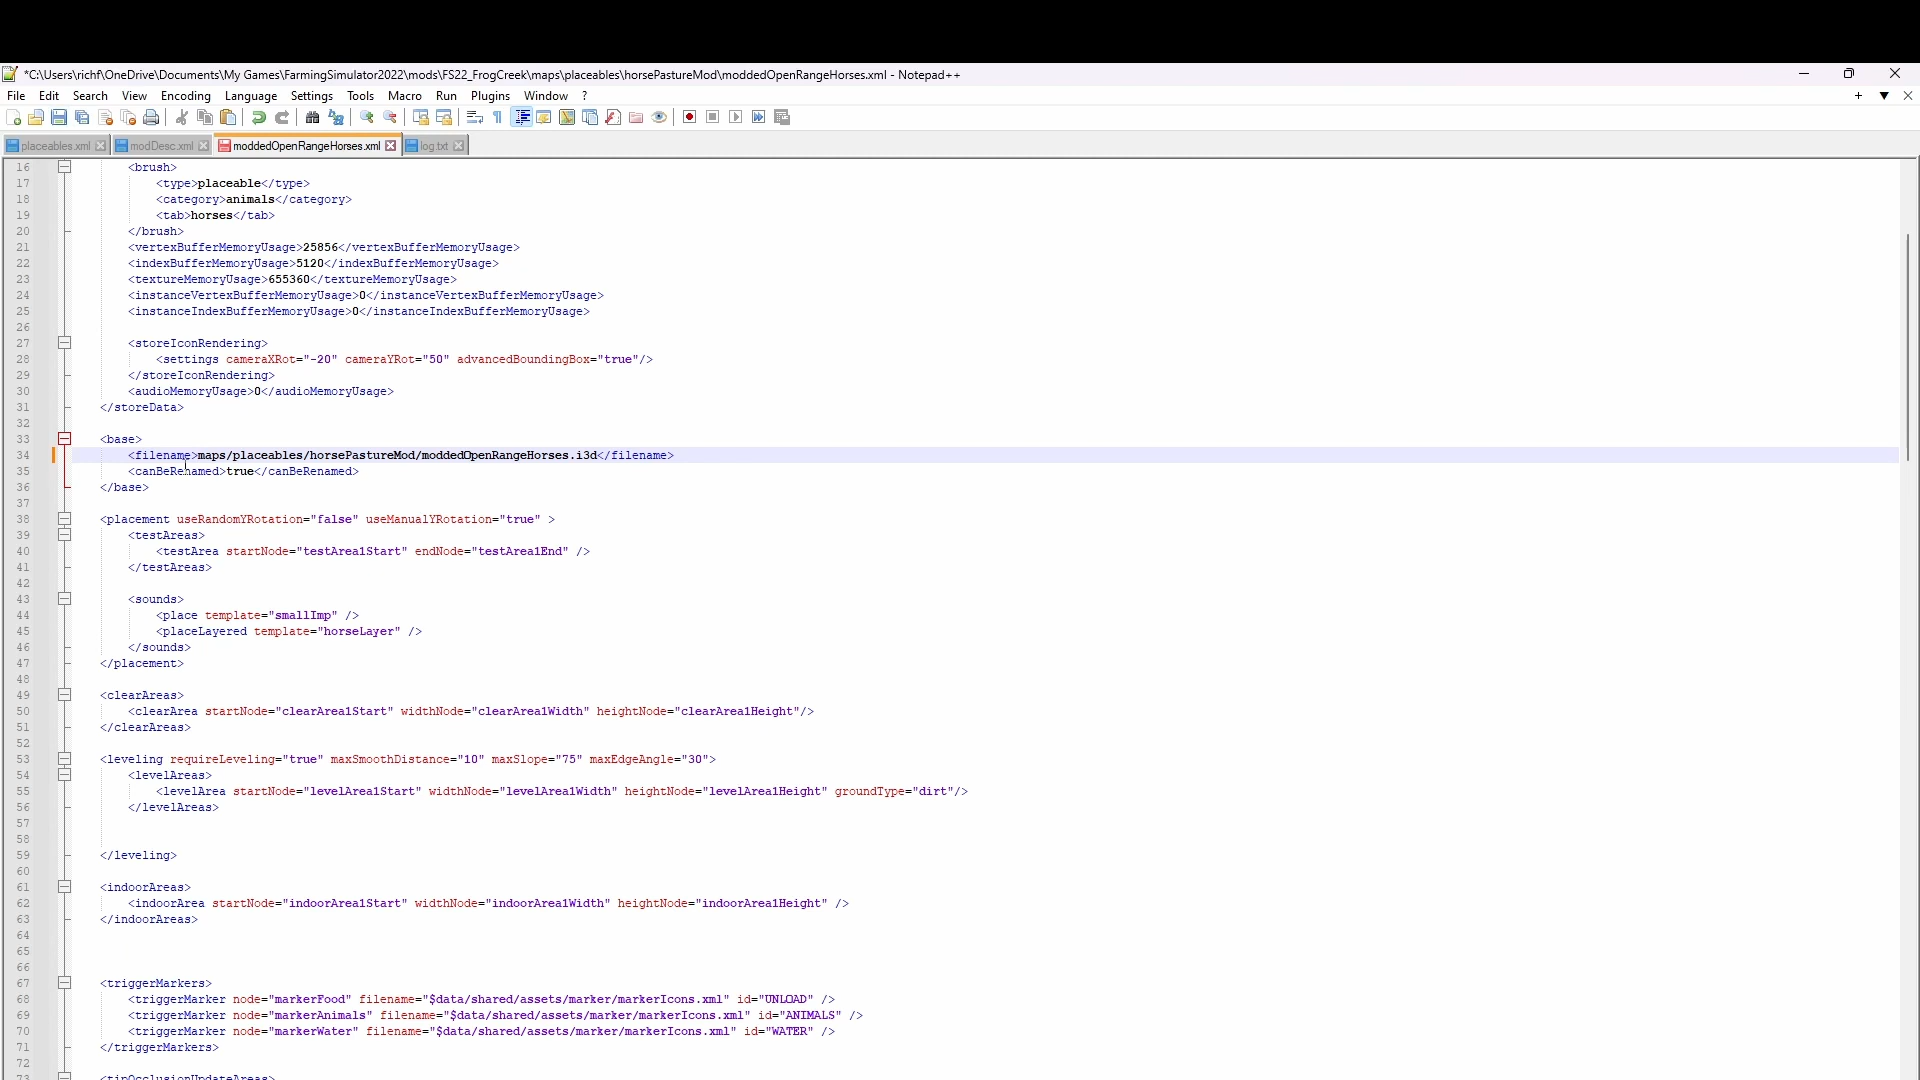 *C:\Users\richf\OneDrive\Documents\My Games\FarmingSimulator2022\mods\FS22_FrogCreek\maps\placeables\horsePastureMod\moddedOpenRangeHorses.xml - Notepad++
File Edit Search View Encoding Language Settings Tools Macro Run Plugins Window ?
placeables.xml modDesc.xml moddedOpenRangeHorses.xml log.txt
16 <brush>
17 <type>placeable</type>
18 <category>animals</category>
19 <tab>horses</tab>
20 </brush>
21 <vertexBufferMemoryUsage>25856</vertexBufferMemoryUsage>
22 <indexBufferMemoryUsage>5120</indexBufferMemoryUsage>
23 <textureMemoryUsage>655360</textureMemoryUsage>
24 <instanceVertexBufferMemoryUsage>0</instanceVertexBufferMemoryUsage>
25 <instanceIndexBufferMemoryUsage>0</instanceIndexBufferMemoryUsage>
26
27 <storeIconRendering>
28 <settings cameraXRot="-20" cameraYRot="50" advancedBoundingBox="true"/>
29 </storeIconRendering>
30 <audioMemoryUsage>0</audioMemoryUsage>
31 </storeData>
32
33 <base>
34 <filename>maps/placeables/horsePastureMod/moddedOpenRangeHorses.i3d</filename>
35 <canBeRenamed>true</canBeRenamed>
36 </base>
37
38 <placement useRandomYRotation="false" useManualYRotation="true" >
39 <testAreas>
40 <testArea startNode="testArea1Start" endNode="testArea1End" />
41 </testAreas>
42
43 <sounds>
44 <place template="smallImp" />
45 <placeLayered template="horseLayer" />
46 </sounds>
47 </placement>
48
49 <clearAreas>
50 <clearArea startNode="clearArea1Start" widthNode="clearArea1Width" heightNode="clearArea1Height"/>
51 </clearAreas>
52
53 <leveling requireLeveling="true" maxSmoothDistance="10" maxSlope="75" maxEdgeAngle="30">
54 <levelAreas>
55 <levelArea startNode="levelArea1Start" widthNode="levelArea1Width" heightNode="levelArea1Height" groundType="dirt"/>
56 </levelAreas>
57
58
59 </leveling>
60
61 <indoorAreas>
62 <indoorArea startNode="indoorArea1Start" widthNode="indoorArea1Width" heightNode="indoorArea1Height" />
63 </indoorAreas>
64
65
66
67 <triggerMarkers>
68 <triggerMarker node="markerFood" filename="$data/shared/assets/marker/markerIcons.xml" id="UNLOAD" />
69 <triggerMarker node="markerAnimals" filename="$data/shared/assets/marker/markerIcons.xml" id="ANIMALS" />
70 <triggerMarker node="markerWater" filename="$data/shared/assets/marker/markerIcons.xml" id="WATER" />
71 </triggerMarkers>
72
73 <tipOcclusionUpdateAreas>